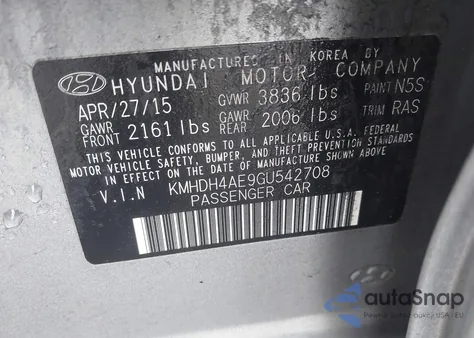 MANUFACTURED IN KOREA BY
HYUNDAI MOTOR COMPANY
APR/27/15 GVWR 3836 lbs PAINT N5S
GAWR FRONT 2161 lbs GAWR REAR 2006 lbs TRIM RAS
THIS VEHICLE CONFORMS TO ALL APPLICABLE U.S.A. FEDERAL
MOTOR VEHICLE SAFETY, BUMPER, AND THEFT PREVENTION STANDARDS
IN EFFECT ON THE DATE OF MANUFACTURE SHOWN ABOVE.
V.I.N KMHDH4AE9GU542708
PASSENGER CAR
autoSnap